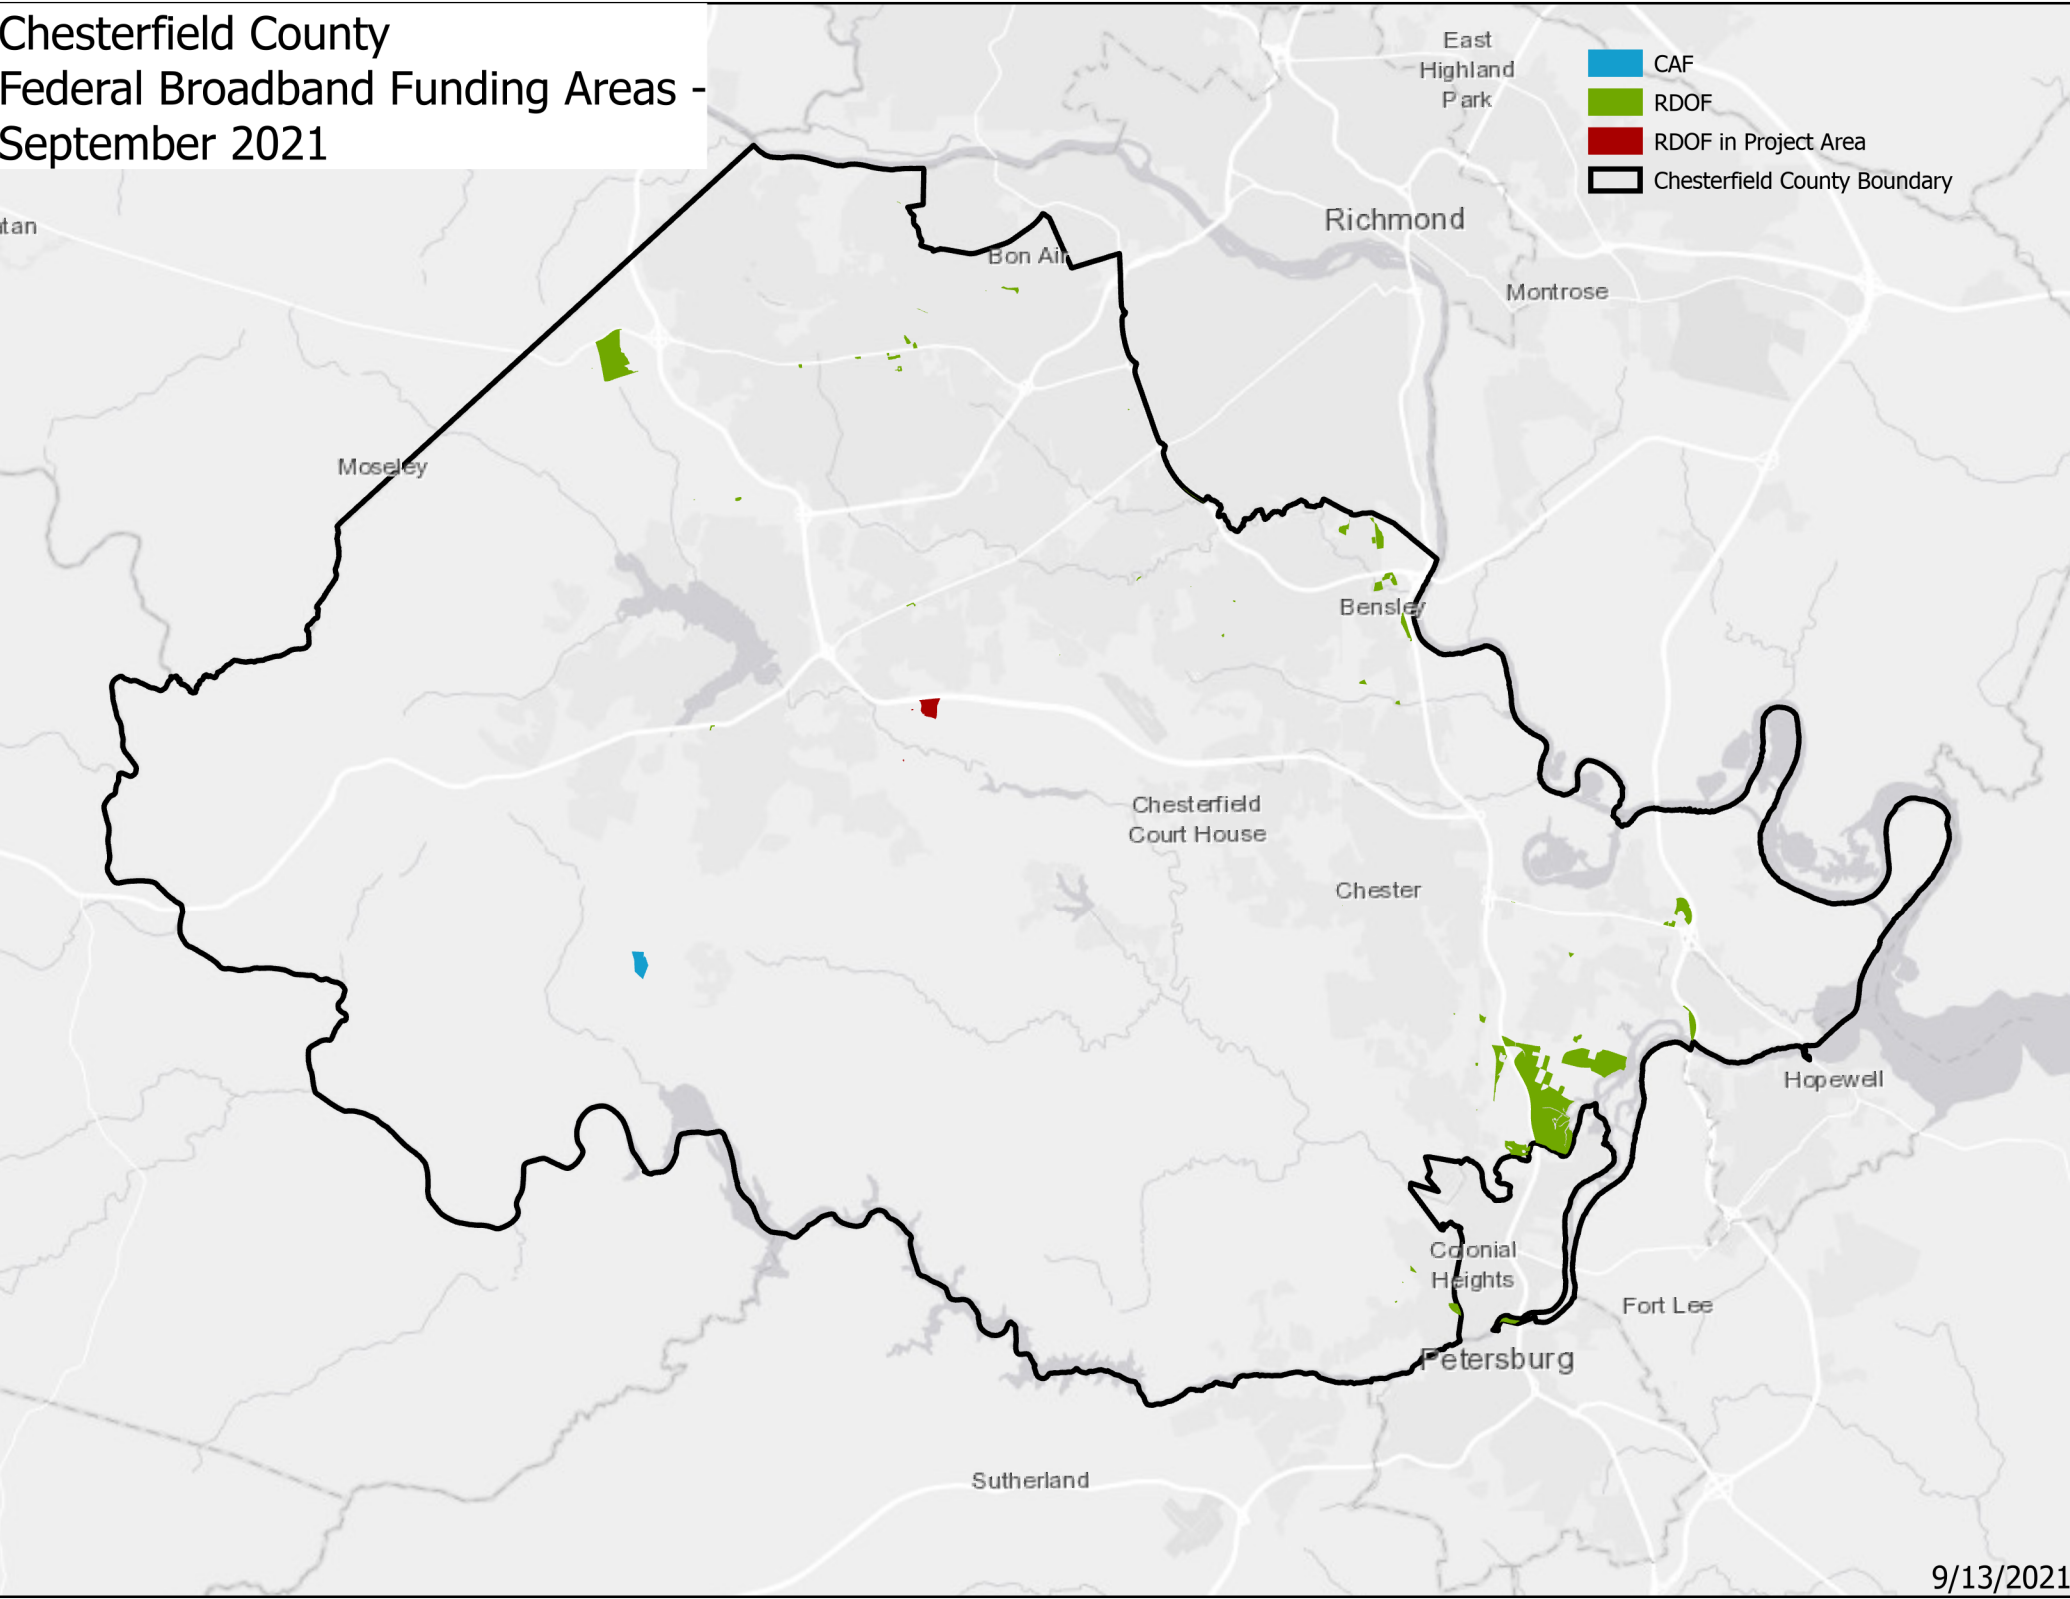 Chesterfield County
Federal Broadband Funding Areas -
September 2021
CAF
RDOF
RDOF in Project Area
Chesterfield County Boundary
East
Highland
Park
Richmond
Montrose
Bon Air
Moseley
Bensley
Chesterfield
Court House
Chester
Hopewell
Colonial
Heights
Fort Lee
Petersburg
Sutherland
9/13/2021